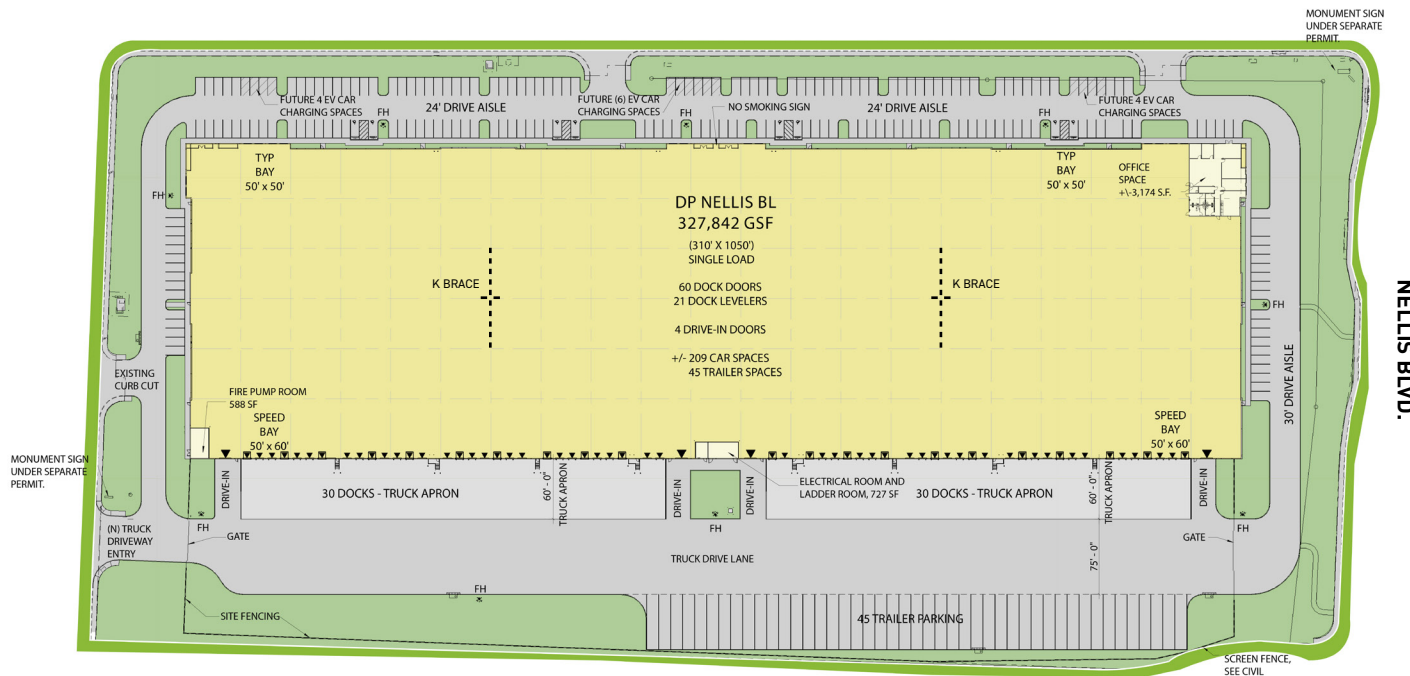 MONUMENT SIGN
UNDER SEPARATE
PERMIT.
FUTURE 4 EV CAR
CHARGING SPACES
FH
24' DRIVE AISLE
FUTURE (6) EV CAR
CHARGING SPACES
FH
NO SMOKING SIGN
24' DRIVE AISLE
FH
FUTURE 4 EV CAR
CHARGING SPACES
TYP
BAY
50' x 50'
TYP
BAY
50' x 50'
OFFICE
SPACE
+\-3,174 S.F.
FH
DP NELLIS BL
327,842 GSF
(310' X 1050')
SINGLE LOAD
60 DOCK DOORS
21 DOCK LEVELERS
4 DRIVE-IN DOORS
+/- 209 CAR SPACES
45 TRAILER SPACES
K BRACE
K BRACE
FH
NELLIS BLVD.
30' DRIVE AISLE
EXISTING
CURB CUT
FIRE PUMP ROOM
588 SF
SPEED
BAY
50' x 60'
SPEED
BAY
50' x 60'
MONUMENT SIGN
UNDER SEPARATE
PERMIT.
DRIVE-IN
30 DOCKS - TRUCK APRON
60' - 0"
TRUCK APRON
DRIVE-IN
DRIVE-IN
ELECTRICAL ROOM AND
LADDER ROOM, 727 SF
30 DOCKS - TRUCK APRON
60' - 0"
TRUCK APRON
DRIVE-IN
(N) TRUCK
DRIVEWAY
ENTRY
FH
GATE
FH
GATE
FH
TRUCK DRIVE LANE
75' - 0"
FH
SITE FENCING
45 TRAILER PARKING
SCREEN FENCE,
SEE CIVIL